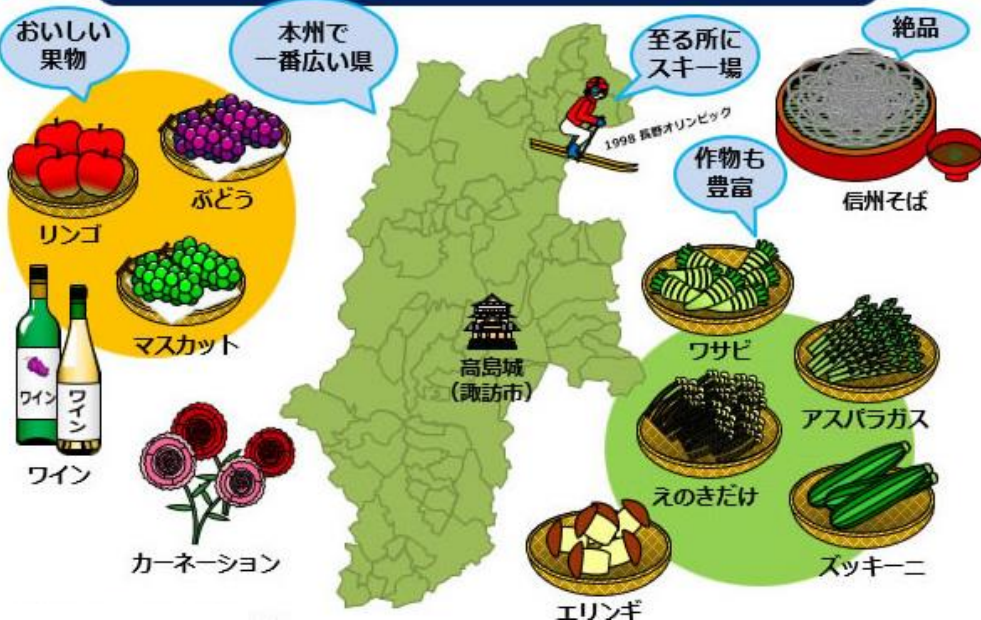 おいしい
果物
本州で
一番広い県
至る所に
スキー場
絶品
1998 長野オリンピック
作物も
豊富
信州そば
リンゴ
ぶどう
マスカット
ワイン
ワイン
ワイン
高島城
(諏訪市)
ワサビ
アスパラガス
えのきだけ
ズッキーニ
エリンギ
カーネーション